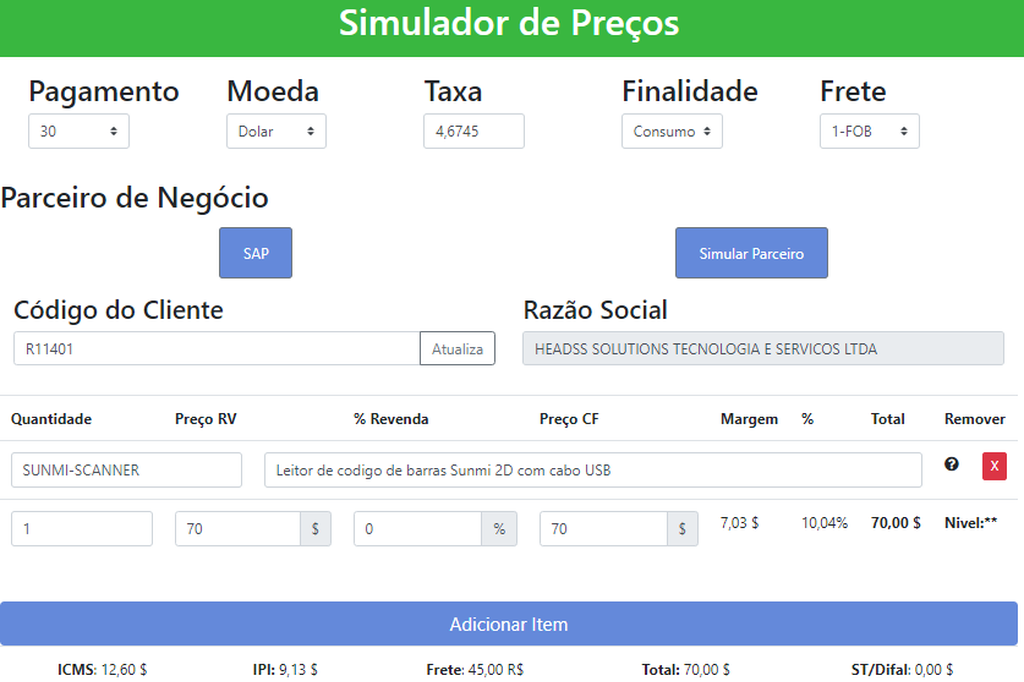 Simulador de Preços
Pagamento Moeda Taxa Finalidade Frete
30 Dolar 4,6745 Consumo 1-FOB
Parceiro de Negócio
SAP Simular Parceiro
Código do Cliente Razão Social
R11401 Atualiza HEADSS SOLUTIONS TECNOLOGIA E SERVICOS LTDA
Quantidade Preço RV % Revenda Preço CF Margem % Total Remover
SUNMI-SCANNER Leitor de codigo de barras Sunmi 2D com cabo USB ? X
1 70 $ 0 % 70 $ 7,03 $ 10,04% 70,00 $ Nivel:**
Adicionar Item
ICMS: 12,60 $ IPI: 9,13 $ Frete: 45,00 R$ Total: 70,00 $ ST/Difal: 0,00 $